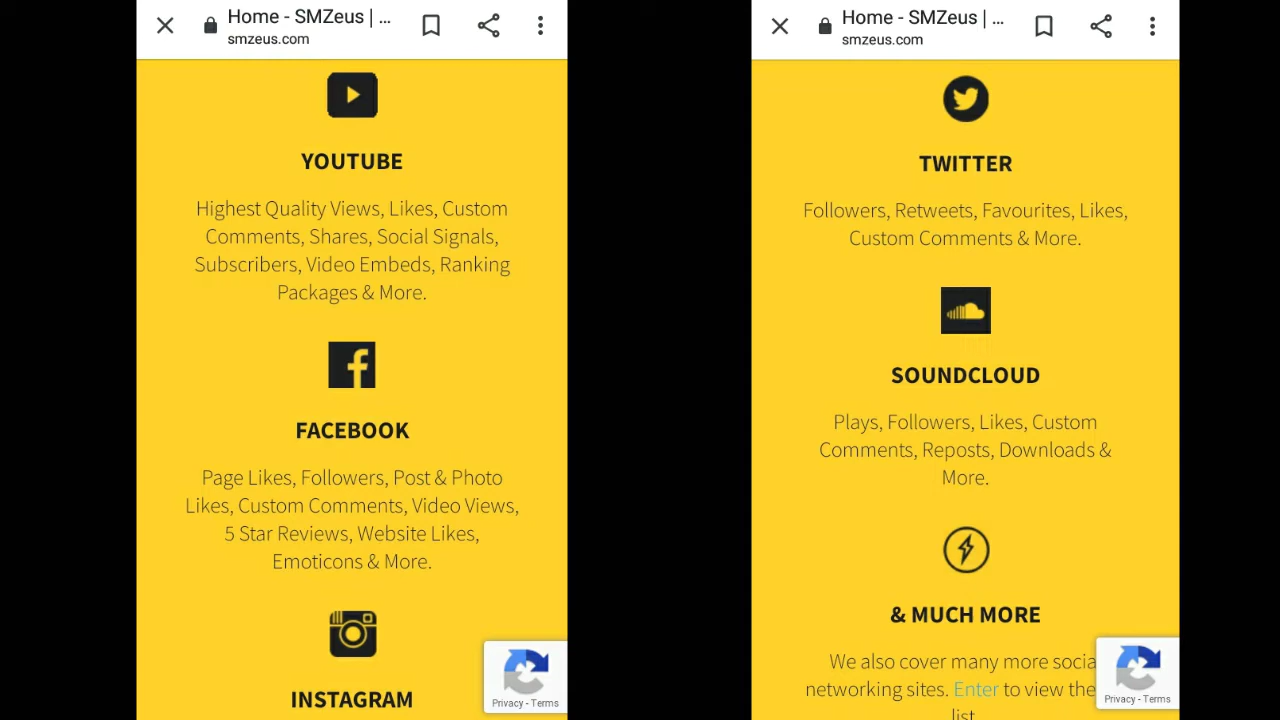 Home - SMZeus | ...
smzeus.com
YOUTUBE
Highest Quality Views, Likes, Custom
Comments, Shares, Social Signals,
Subscribers, Video Embeds, Ranking
Packages & More.
FACEBOOK
Page Likes, Followers, Post & Photo
Likes, Custom Comments, Video Views,
5 Star Reviews, Website Likes,
Emoticons & More.
INSTAGRAM
Privacy - Terms
Home - SMZeus | ...
smzeus.com
TWITTER
Followers, Retweets, Favourites, Likes,
Custom Comments & More.
SOUNDCLOUD
Plays, Followers, Likes, Custom
Comments, Reposts, Downloads &
More.
& MUCH MORE
We also cover many more socia
networking sites. Enter to view the
list.
Privacy - Terms